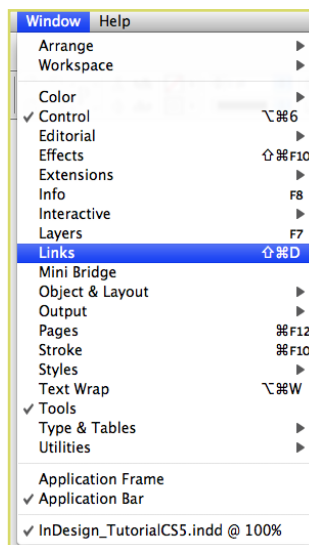 Window Help
Arrange ▶
Workspace ▶
Color ▶
✓ Control ⌥⌘6
Editorial ▶
Effects ⇧⌘F10
Extensions ▶
Info F8
Interactive ▶
Layers F7
Links ⇧⌘D
Mini Bridge
Object & Layout ▶
Output ▶
Pages ⌘F12
Stroke ⌘F10
Styles ▶
Text Wrap ⌥⌘W
✓ Tools
Type & Tables ▶
Utilities ▶
Application Frame
✓ Application Bar
✓ InDesign_TutorialCS5.indd @ 100%